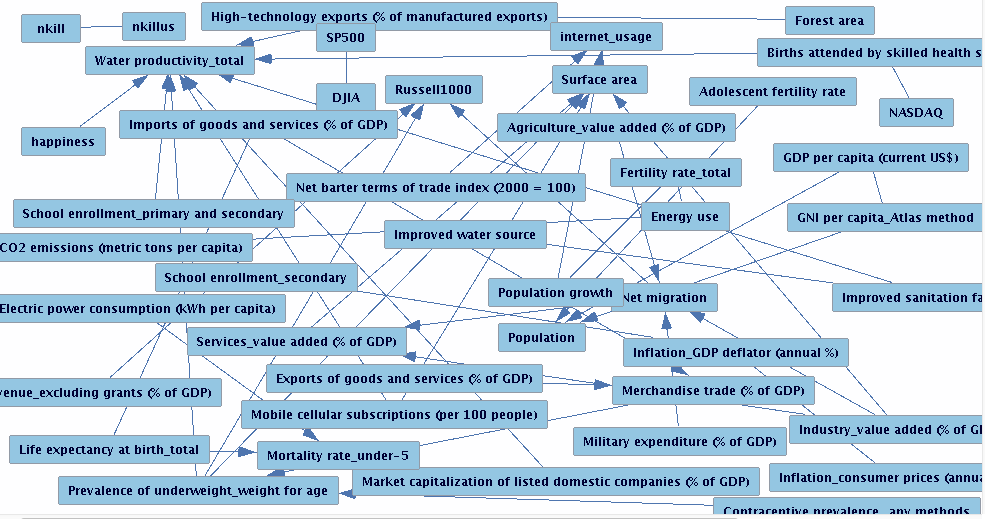 High-technology exports (% of manufactured exports)
Forest area
nkill
nkillus
SP500
internet_usage
Births attended by skilled health s
Water productivity_total
Surface area
Russell1000
Adolescent fertility rate
DJIA
NASDAQ
Imports of goods and services (% of GDP)
Agriculture_value added (% of GDP)
happiness
GDP per capita (current US$)
Fertility rate_total
Net barter terms of trade index (2000 = 100)
School enrollment_primary and secondary
Energy use
GNI per capita_Atlas method
Improved water source
CO2 emissions (metric tons per capita)
School enrollment_secondary
Population growth
Net migration
Improved sanitation fa
Electric power consumption (kWh per capita)
Population
Services_value added (% of GDP)
Inflation_GDP deflator (annual %)
Exports of goods and services (% of GDP)
Merchandise trade (% of GDP)
venue_excluding grants (% of GDP)
Mobile cellular subscriptions (per 100 people)
Industry_value added (% of GD
Military expenditure (% of GDP)
Life expectancy at birth_total
Mortality rate_under-5
Inflation_consumer prices (annua
Market capitalization of listed domestic companies (% of GDP)
Prevalence of underweight_weight for age
Contraceptive prevalence_any methods